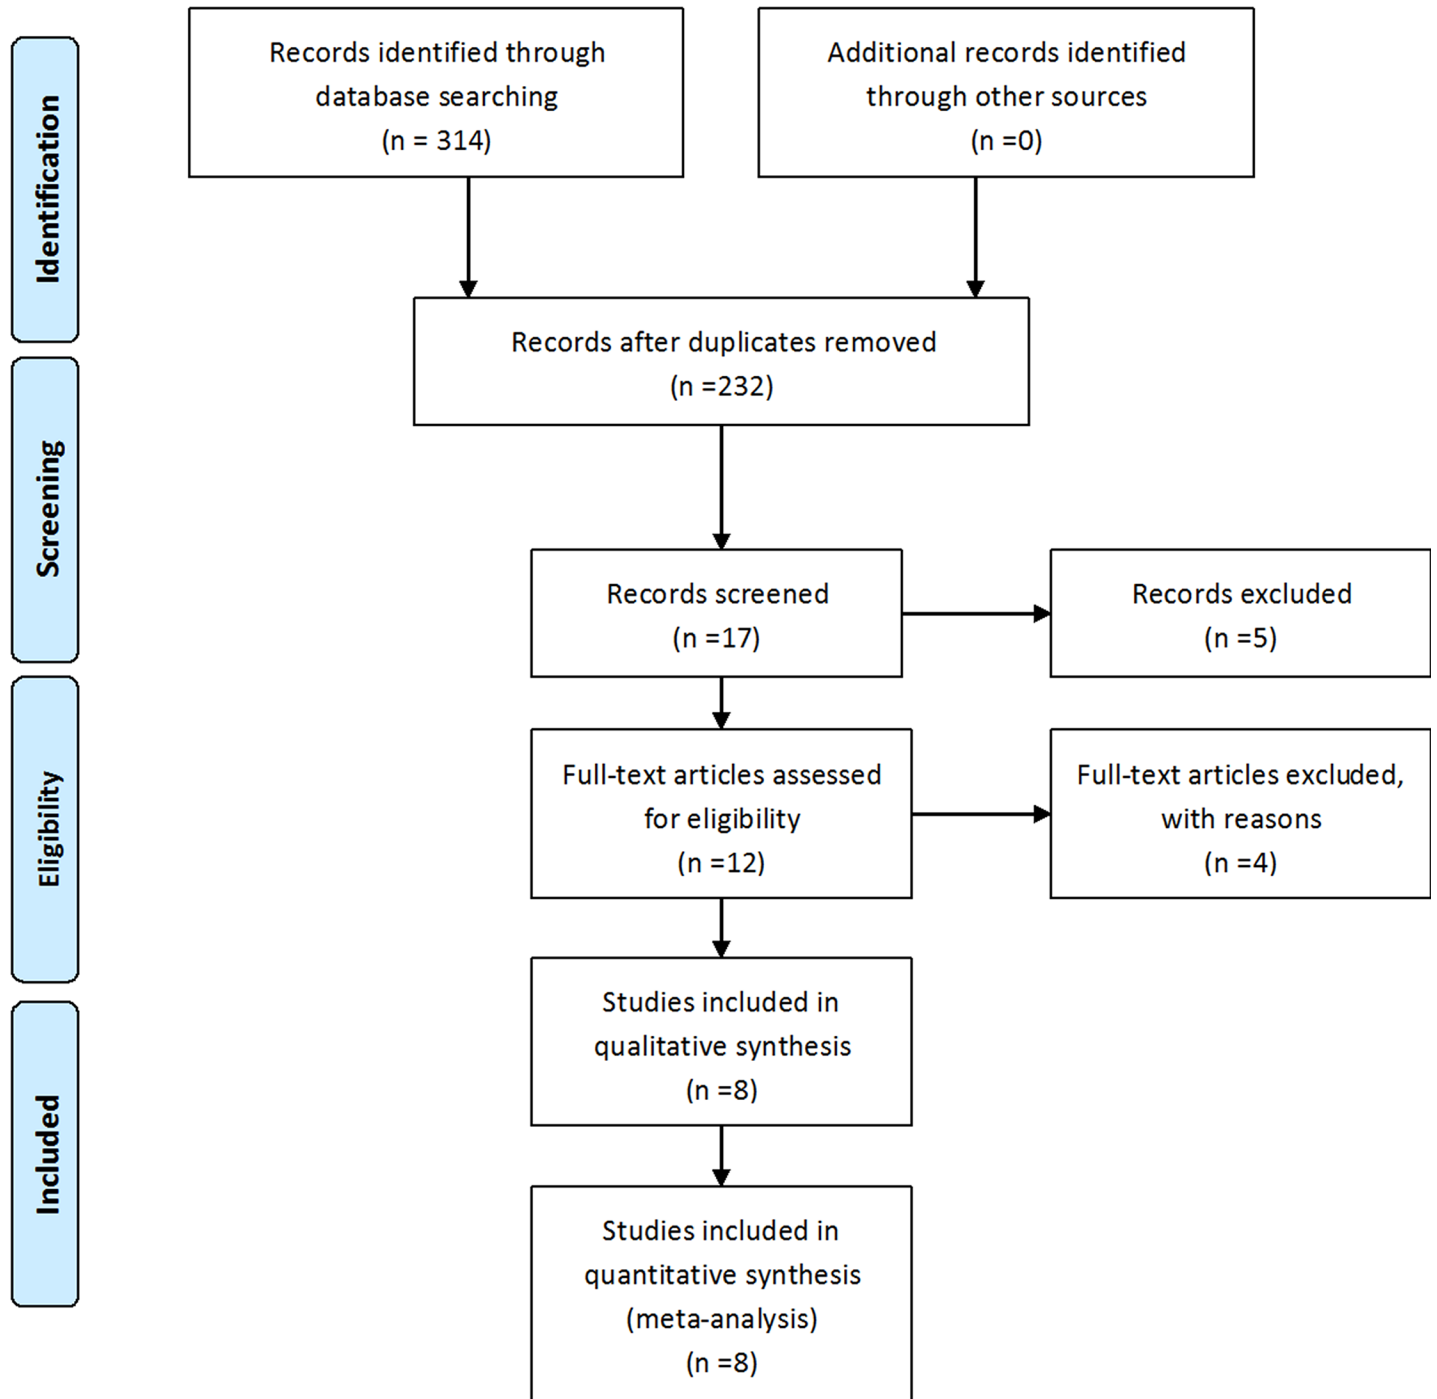 Identification
Records identified through
database searching
(n = 314)
Additional records identified
through other sources
(n =0)
Records after duplicates removed
(n =232)
Screening
Records screened
(n =17)
Records excluded
(n =5)
Eligibility
Full-text articles assessed
for eligibility
(n =12)
Full-text articles excluded,
with reasons
(n =4)
Included
Studies included in
qualitative synthesis
(n =8)
Studies included in
quantitative synthesis
(meta-analysis)
(n =8)